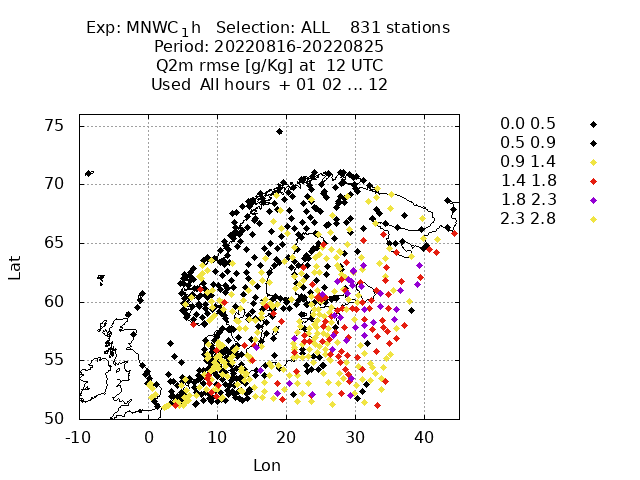 Exp: MNWC_1h   Selection: ALL    831 stations
Period: 20220816-20220825
Q2m rmse [g/Kg] at  12 UTC
Used  All hours  + 01 02 ... 12
0.0 0.5
0.5 0.9
0.9 1.4
1.4 1.8
1.8 2.3
2.3 2.8
75
70
65
60
55
50
Lat
-10 0 10 20 30 40
Lon